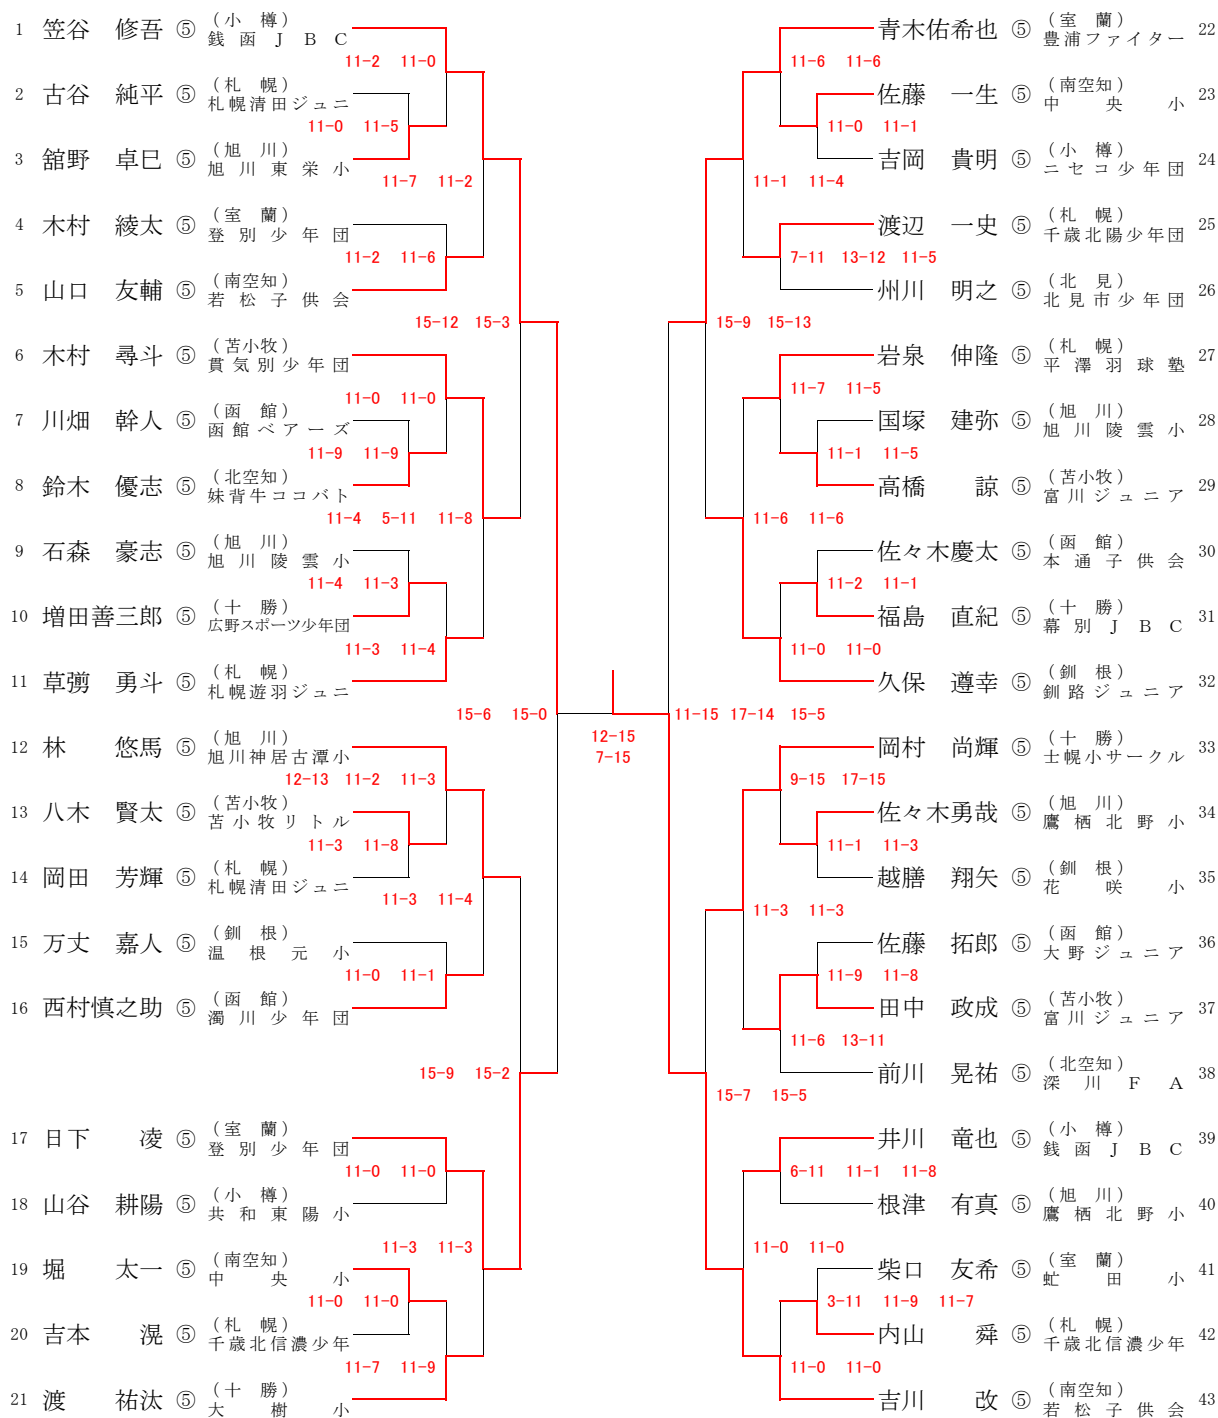 1 笠谷 修吾 ⑤ (小 樽) 銭函JBC
11-2 11-0
2 古谷 純平 ⑤ (札 幌) 札幌清田ジュニ
11-0 11-5
3 舘野 卓巳 ⑤ (旭 川) 旭川東栄小
11-7 11-2
4 木村 綾太 ⑤ (室 蘭) 登別少年団
11-2 11-6
5 山口 友輔 ⑤ (南空知) 若松子供会
15-12 15-3
6 木村 尋斗 ⑤ (苫小牧) 貫気別少年団
11-0 11-0
7 川畑 幹人 ⑤ (函 館) 函館ベアーズ
11-9 11-9
8 鈴木 優志 ⑤ (北空知) 妹背牛ココバト
11-4 5-11 11-8
9 石森 豪志 ⑤ (旭 川) 旭川陵雲小
11-4 11-3
10 増田善三郎 ⑤ (十 勝) 広野スポーツ少年団
11-3 11-4
11 草彅 勇斗 ⑤ (札 幌) 札幌遊羽ジュニ
15-6 15-0
12 林 悠馬 ⑤ (旭 川) 旭川神居古潭小
12-13 11-2 11-3
13 八木 賢太 ⑤ (苫小牧) 苫小牧リトル
11-3 11-8
14 岡田 芳輝 ⑤ (札 幌) 札幌清田ジュニ
11-3 11-4
15 万丈 嘉人 ⑤ (釧 根) 温根元小
11-0 11-1
16 西村慎之助 ⑤ (函 館) 濁川少年団
15-9 15-2
17 日下 凌 ⑤ (室 蘭) 登別少年団
11-0 11-0
18 山谷 耕陽 ⑤ (小 樽) 共和東陽小
11-3 11-3
19 堀 太一 ⑤ (南空知) 中央小
11-0 11-0
20 吉本 滉 ⑤ (札 幌) 千歳北信濃少年
11-7 11-9
21 渡 祐汰 ⑤ (十 勝) 大樹小
12-15
7-15
青木佑希也 ⑤ (室 蘭) 豊浦ファイター 22
11-6 11-6
佐藤 一生 ⑤ (南空知) 中央小 23
11-0 11-1
吉岡 貴明 ⑤ (小 樽) ニセコ少年団 24
11-1 11-4
渡辺 一史 ⑤ (札 幌) 千歳北陽少年団 25
7-11 13-12 11-5
州川 明之 ⑤ (北 見) 北見市少年団 26
15-9 15-13
岩泉 伸隆 ⑤ (札 幌) 平澤羽球塾 27
11-7 11-5
国塚 建弥 ⑤ (旭 川) 旭川陵雲小 28
11-1 11-5
高橋 諒 ⑤ (苫小牧) 富川ジュニア 29
11-6 11-6
佐々木慶太 ⑤ (函 館) 本通子供会 30
11-2 11-1
福島 直紀 ⑤ (十 勝) 幕別JBC 31
11-0 11-0
久保 遵幸 ⑤ (釧 根) 釧路ジュニア 32
11-15 17-14 15-5
岡村 尚輝 ⑤ (十 勝) 士幌小サークル 33
9-15 17-15
佐々木勇哉 ⑤ (旭 川) 鷹栖北野小 34
11-1 11-3
越膳 翔矢 ⑤ (釧 根) 花咲小 35
11-3 11-3
佐藤 拓郎 ⑤ (函 館) 大野ジュニア 36
11-9 11-8
田中 政成 ⑤ (苫小牧) 富川ジュニア 37
11-6 13-11
前川 晃祐 ⑤ (北空知) 深川FA 38
15-7 15-5
井川 竜也 ⑤ (小 樽) 銭函JBC 39
6-11 11-1 11-8
根津 有真 ⑤ (旭 川) 鷹栖北野小 40
11-0 11-0
柴口 友希 ⑤ (室 蘭) 虻田小 41
3-11 11-9 11-7
内山 舜 ⑤ (札 幌) 千歳北信濃少年 42
11-0 11-0
吉川 改 ⑤ (南空知) 若松子供会 43